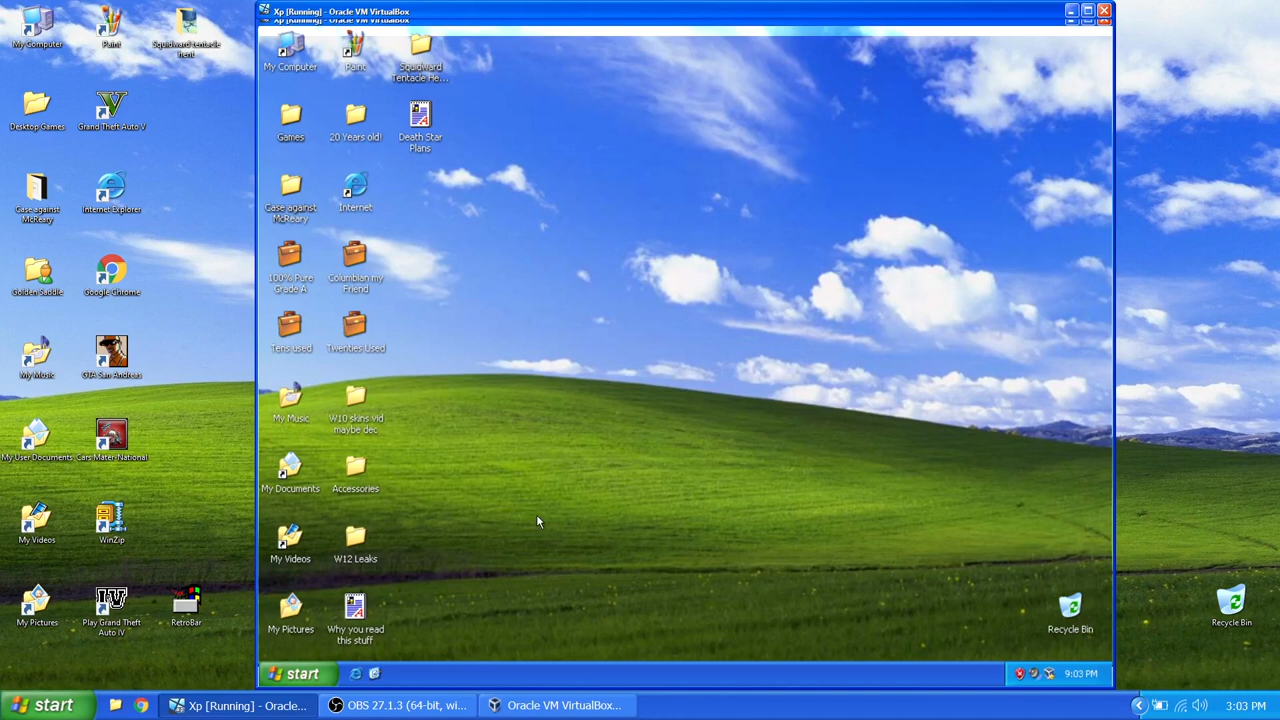 Xp [Running] - Oracle VM VirtualBox
Xp [Running] - Oracle VM VirtualBox
My Computer
Paint
Squidward tentacle
hent
Desktop Games
Grand Theft Auto V
Case against
McReary
Internet Explorer
Golden Saddle
Google Chrome
My Music
GTA San Andreas
My User Documents
Cars Mater-National
My Videos
WinZip
My Pictures
Play Grand Theft
Auto IV
RetroBar
My Computer
Paint
Squidward
Tentacle He...
Games
20 Years old!
Death Star
Plans
Case against
McReary
Internet
100% Pure
Grade A
Columbian my
Friend
Tens used
Twenties Used
My Music
W10 skins vid
maybe dec
My Documents
Accessories
My Videos
W12 Leaks
My Pictures
Why you read
this stuff
Recycle Bin
Recycle Bin
start
9:03 PM
start
Xp [Running] - Oracle...
OBS 27.1.3 (64-bit, wi...
Oracle VM VirtualBox...
3:03 PM